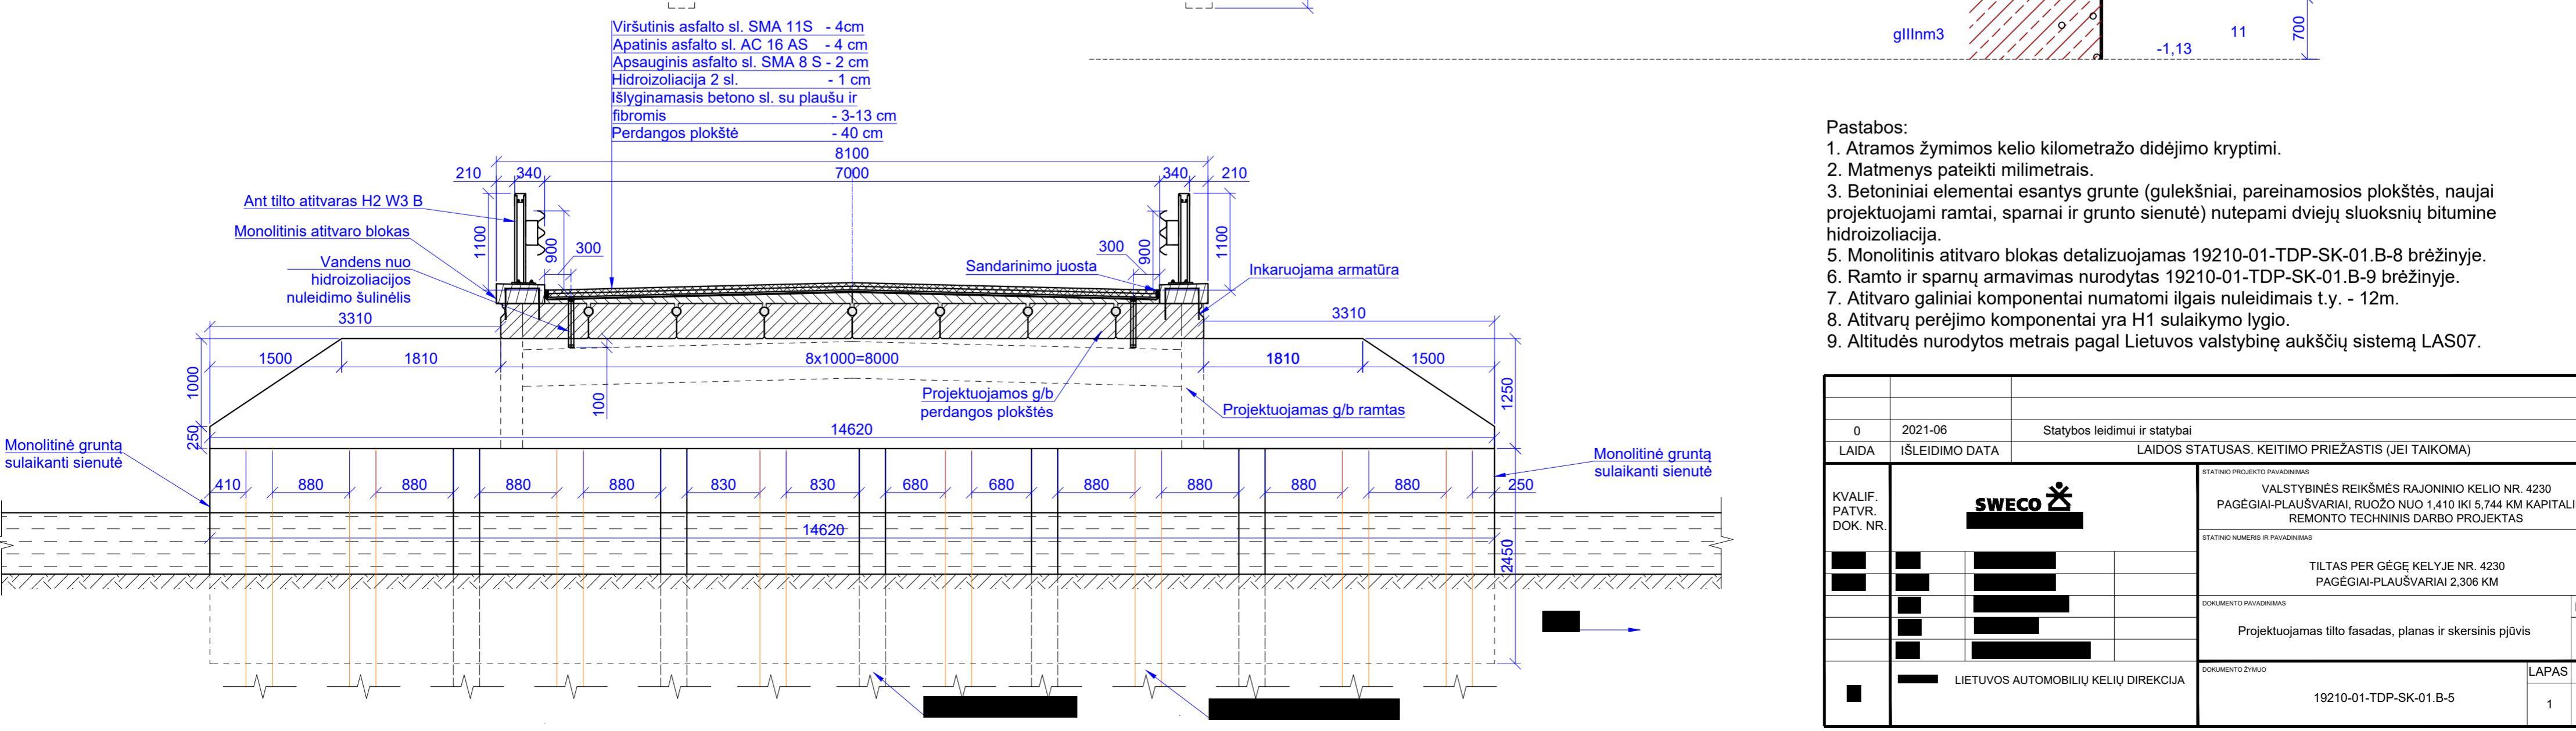 Viršutinis asfalto sl. SMA 11S - 4cm
Apatinis asfalto sl. AC 16 AS - 4 cm
Apsauginis asfalto sl. SMA 8 S - 2 cm
Hidroizoliacija 2 sl. - 1 cm
Išlyginamasis betono sl. su plaušu ir
fibromis - 3-13 cm
Perdangos plokštė - 40 cm
8100
210 340 7000 340 210
Ant tilto atitvaras H2 W3 B
Monolitinis atitvaro blokas
Vandens nuo
hidroizoliacijos
nuleidimo šulinėlis
1100 900 300
300 900 1100
Sandarinimo juosta
Inkaruojama armatūra
3310 3310
1500 1810 8x1000=8000 1810 1500
1000
250
100
1250
Projektuojamos g/b
perdangos plokštės
Projektuojamas g/b ramtas
14620
Monolitinė gruntą
sulaikanti sienutė
Monolitinė gruntą
sulaikanti sienutė
410 880 880 880 880 830 830 680 680 880 880 880 880 250
14620
2450
gIIInm3
-1,13
11
700
Pastabos:
1. Atramos žymimos kelio kilometražo didėjimo kryptimi.
2. Matmenys pateikti milimetrais.
3. Betoniniai elementai esantys grunte (gulekšniai, pareinamosios plokštės, naujai
projektuojami ramtai, sparnai ir grunto sienutė) nutepami dviejų sluoksnių bitumine
hidroizoliacija.
5. Monolitinis atitvaro blokas detalizuojamas 19210-01-TDP-SK-01.B-8 brėžinyje.
6. Ramto ir sparnų armavimas nurodytas 19210-01-TDP-SK-01.B-9 brėžinyje.
7. Atitvaro galiniai komponentai numatomi ilgais nuleidimais t.y. - 12m.
8. Atitvarų perėjimo komponentai yra H1 sulaikymo lygio.
9. Altitudės nurodytos metrais pagal Lietuvos valstybinę aukščių sistemą LAS07.
0 2021-06 Statybos leidimui ir statybai
LAIDA IŠLEIDIMO DATA LAIDOS STATUSAS. KEITIMO PRIEŽASTIS (JEI TAIKOMA)
KVALIF.
PATVR.
DOK. NR.
SWECO
STATINIO PROJEKTO PAVADINIMAS
VALSTYBINĖS REIKŠMĖS RAJONINIO KELIO NR. 4230
PAGĖGIAI-PLAUŠVARIAI, RUOŽO NUO 1,410 IKI 5,744 KM KAPITALI
REMONTO TECHNINIS DARBO PROJEKTAS
STATINIO NUMERIS IR PAVADINIMAS
TILTAS PER GĖGĘ KELYJE NR. 4230
PAGĖGIAI-PLAUŠVARIAI 2,306 KM
DOKUMENTO PAVADINIMAS
Projektuojamas tilto fasadas, planas ir skersinis pjūvis
LIETUVOS AUTOMOBILIŲ KELIŲ DIREKCIJA
DOKUMENTO ŽYMUO
19210-01-TDP-SK-01.B-5
LAPAS
1